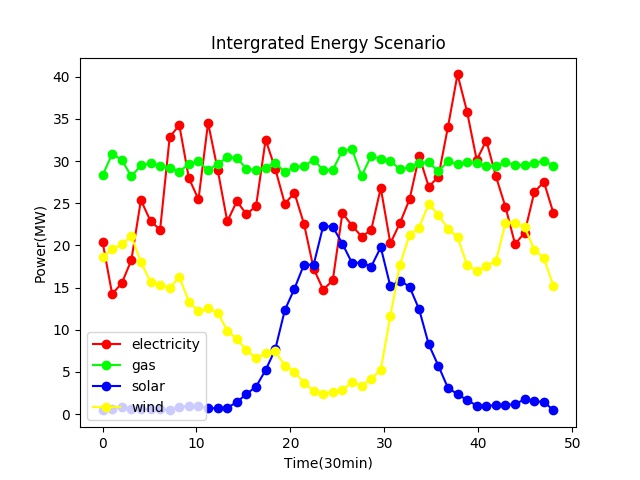 Intergrated Energy Scenario
Power(MW)
40
35
30
25
20
15
10
5
0
electricity
gas
solar
wind
0 10 20 30 40 50
Time(30min)